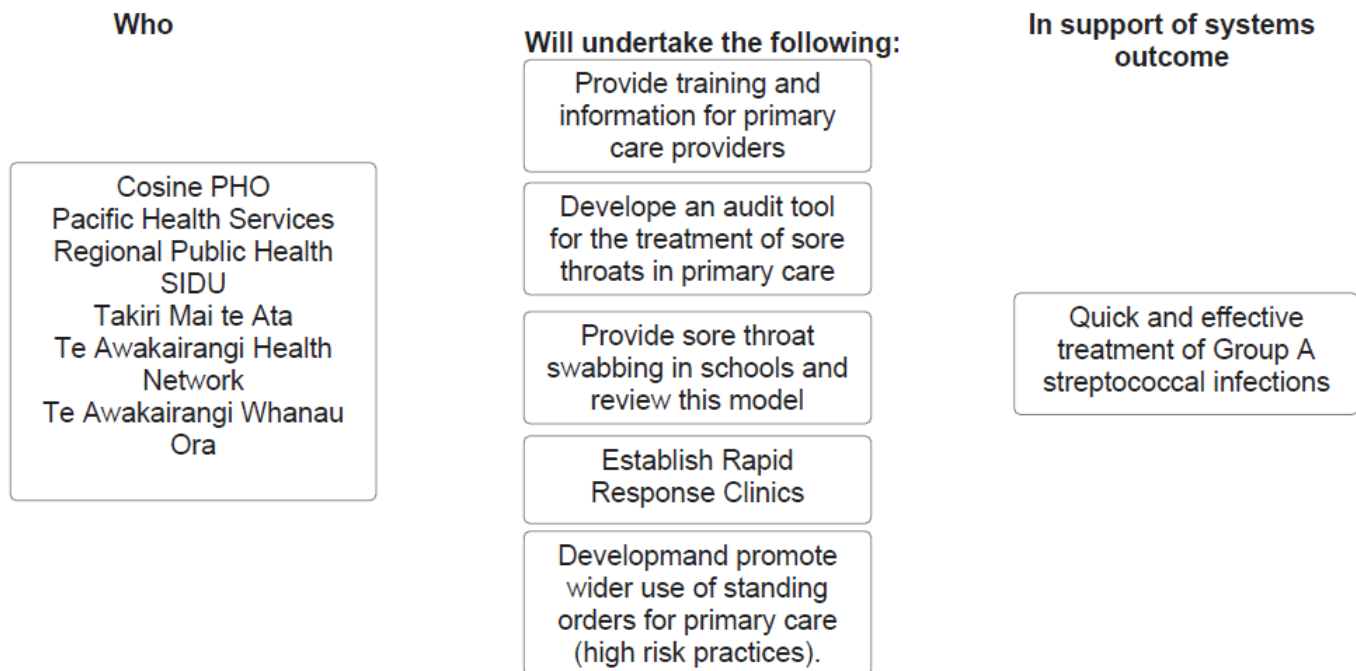 Who
Cosine PHO
Pacific Health Services
Regional Public Health
SIDU
Takiri Mai te Ata
Te Awakairangi Health
Network
Te Awakairangi Whanau
Ora
Will undertake the following:
Provide training and
information for primary
care providers
Develope an audit tool
for the treatment of sore
throats in primary care
Provide sore throat
swabbing in schools and
review this model
Establish Rapid
Response Clinics
Developmand promote
wider use of standing
orders for primary care
(high risk practices).
In support of systems
outcome
Quick and effective
treatment of Group A
streptococcal infections